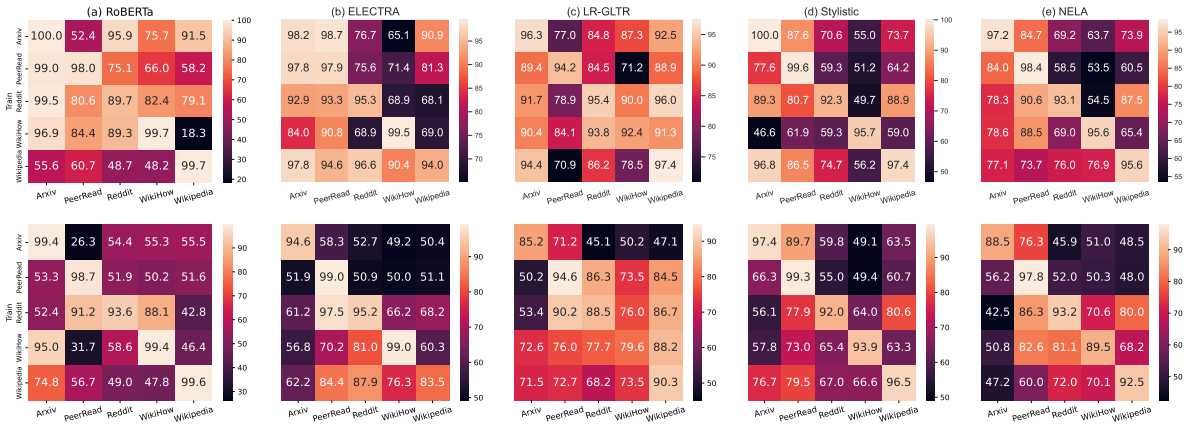 (a) RoBERTa
(b) ELECTRA
(c) LR-GLTR
(d) Stylistic
(e) NELA
Train
Arxiv 100.0 52.4 95.9 75.7 91.5
PeerRead 99.0 98.0 75.1 66.0 58.2
Reddit 99.5 80.6 89.7 82.4 79.1
WikiHow 96.9 84.4 89.3 99.7 18.3
Wikipedia 55.6 60.7 48.7 48.2 99.7
Arxiv PeerRead Reddit WikiHow Wikipedia
100 90 80 70 60 50 40 30 20
98.2 98.7 76.7 65.1 90.9
97.8 97.9 75.6 71.4 81.3
92.9 93.3 95.3 68.9 68.1
84.0 90.8 68.9 99.5 69.0
97.8 94.6 96.6 90.4 94.0
Arxiv PeerRead Reddit WikiHow Wikipedia
95 90 85 80 75 70
96.3 77.0 84.8 87.3 92.5
89.4 94.2 84.5 71.2 88.9
91.7 78.9 95.4 90.0 96.0
90.4 84.1 93.8 92.4 91.3
94.4 70.9 86.2 78.5 97.4
Arxiv PeerRead Reddit WikiHow Wikipedia
95 90 85 80 75
100.0 87.6 70.6 55.0 73.7
77.6 99.6 59.3 51.2 64.2
89.3 80.7 92.3 49.7 88.9
46.6 61.9 59.3 95.7 59.0
96.8 86.5 74.7 56.2 97.4
Arxiv PeerRead Reddit WikiHow Wikipedia
100 90 80 70 60 50
97.2 84.7 69.2 63.7 73.9
84.0 98.4 58.5 53.5 60.5
78.3 90.6 93.1 54.5 87.5
78.6 88.5 69.0 95.6 65.4
77.1 73.7 76.0 76.9 95.6
Arxiv PeerRead Reddit WikiHow Wikipedia
95 90 85 80 75 70 65 60 55
Train
Arxiv 99.4 26.3 54.4 55.3 55.5
PeerRead 53.3 98.7 51.9 50.2 51.6
Reddit 52.4 91.2 93.6 88.1 42.8
WikiHow 95.0 31.7 58.6 99.4 46.4
Wikipedia 74.8 56.7 49.0 47.8 99.6
Arxiv PeerRead Reddit WikiHow Wikipedia
90 80 70 60 50 40 30
94.6 58.3 52.7 49.2 50.4
51.9 99.0 50.9 50.0 51.1
61.2 97.5 95.2 66.2 68.2
56.8 70.2 81.0 99.0 60.3
62.2 84.4 87.9 76.3 83.5
Arxiv PeerRead Reddit WikiHow Wikipedia
90 80 70 60 50
85.2 71.2 45.1 50.2 47.1
50.2 94.6 86.3 73.5 84.5
53.4 90.2 88.5 76.0 86.7
72.6 76.0 77.7 79.6 88.2
71.5 72.7 68.2 73.5 90.3
Arxiv PeerRead Reddit WikiHow Wikipedia
90 80 70 60 50
97.4 89.7 59.8 49.1 63.5
66.3 99.3 55.0 49.4 60.7
56.1 77.9 92.0 64.0 80.6
57.8 73.0 65.4 93.9 63.3
76.7 79.5 67.0 66.6 96.5
Arxiv PeerRead Reddit WikiHow Wikipedia
90 80 70 60 50
88.5 76.3 45.9 51.0 48.5
56.2 97.8 52.0 50.3 48.0
42.5 86.3 93.2 70.6 80.0
50.8 82.6 81.1 89.5 68.2
47.2 60.0 72.0 70.1 92.5
Arxiv PeerRead Reddit WikiHow Wikipedia
90 80 70 60 50